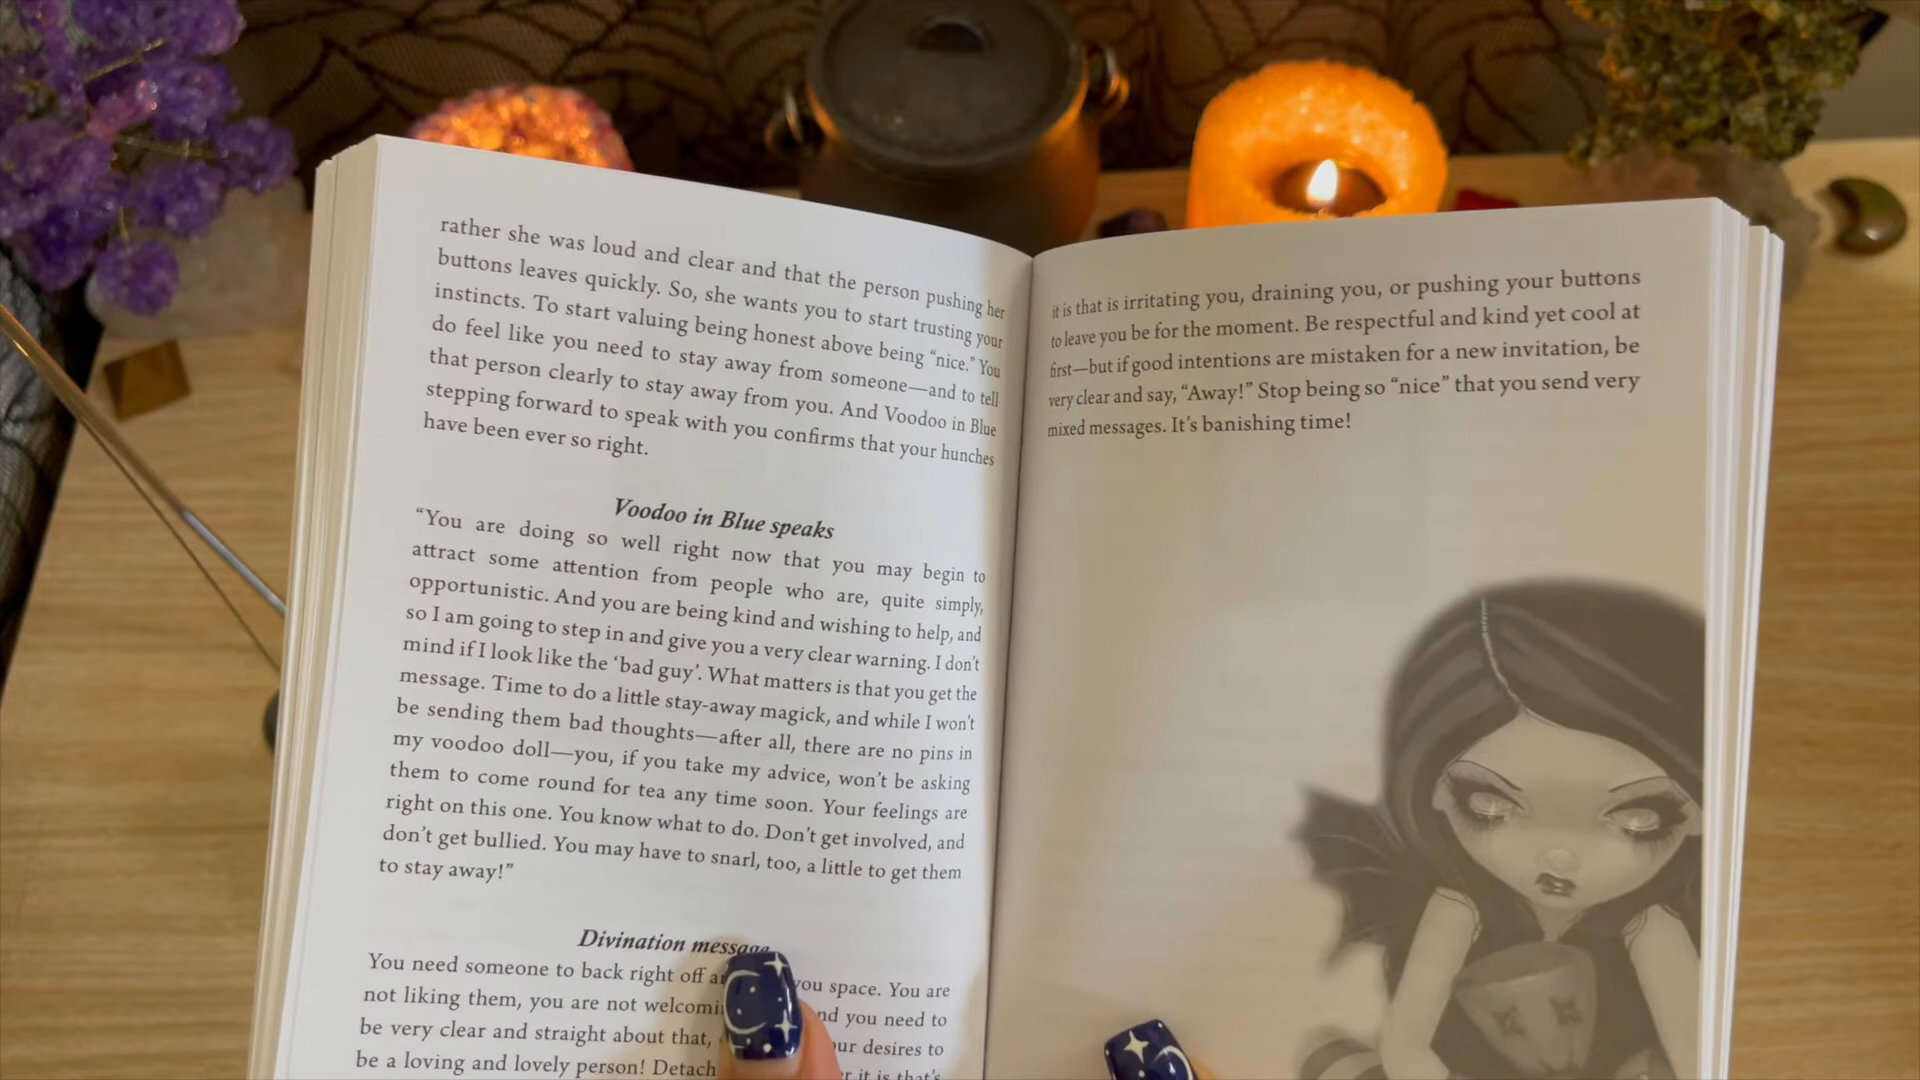 rather she was loud and clear and that the person pushing her
buttons leaves quickly. So, she wants you to start trusting your
instincts. To start valuing being honest above being “nice.” You
do feel like you need to stay away from someone—and to tell
that person clearly to stay away from you. And Voodoo in Blue
stepping forward to speak with you confirms that your hunches
have been ever so right.
Voodoo in Blue speaks
“You are doing so well right now that you may begin to
attract some attention from people who are, quite simply,
opportunistic. And you are being kind and wishing to help, and
so I am going to step in and give you a very clear warning. I don’t
mind if I look like the ‘bad guy’. What matters is that you get the
message. Time to do a little stay-away magick, and while I won’t
be sending them bad thoughts—after all, there are no pins in
my voodoo doll—you, if you take my advice, won’t be asking
them to come round for tea any time soon. Your feelings are
right on this one. You know what to do. Don’t get involved, and
don’t get bullied. You may have to snarl, too, a little to get them
to stay away!”
Divination message
You need someone to back right off you space. You are
not liking them, you are not and you need to
be very clear and straight about that, desires to
be a loving and lovely person! Detach it is that’s
it is that is irritating you, draining you, or pushing your buttons
to leave you be for the moment. Be respectful and kind yet cool at
first—but if good intentions are mistaken for a new invitation, be
very clear and say, “Away!” Stop being so “nice” that you send very
mixed messages. It’s banishing time!